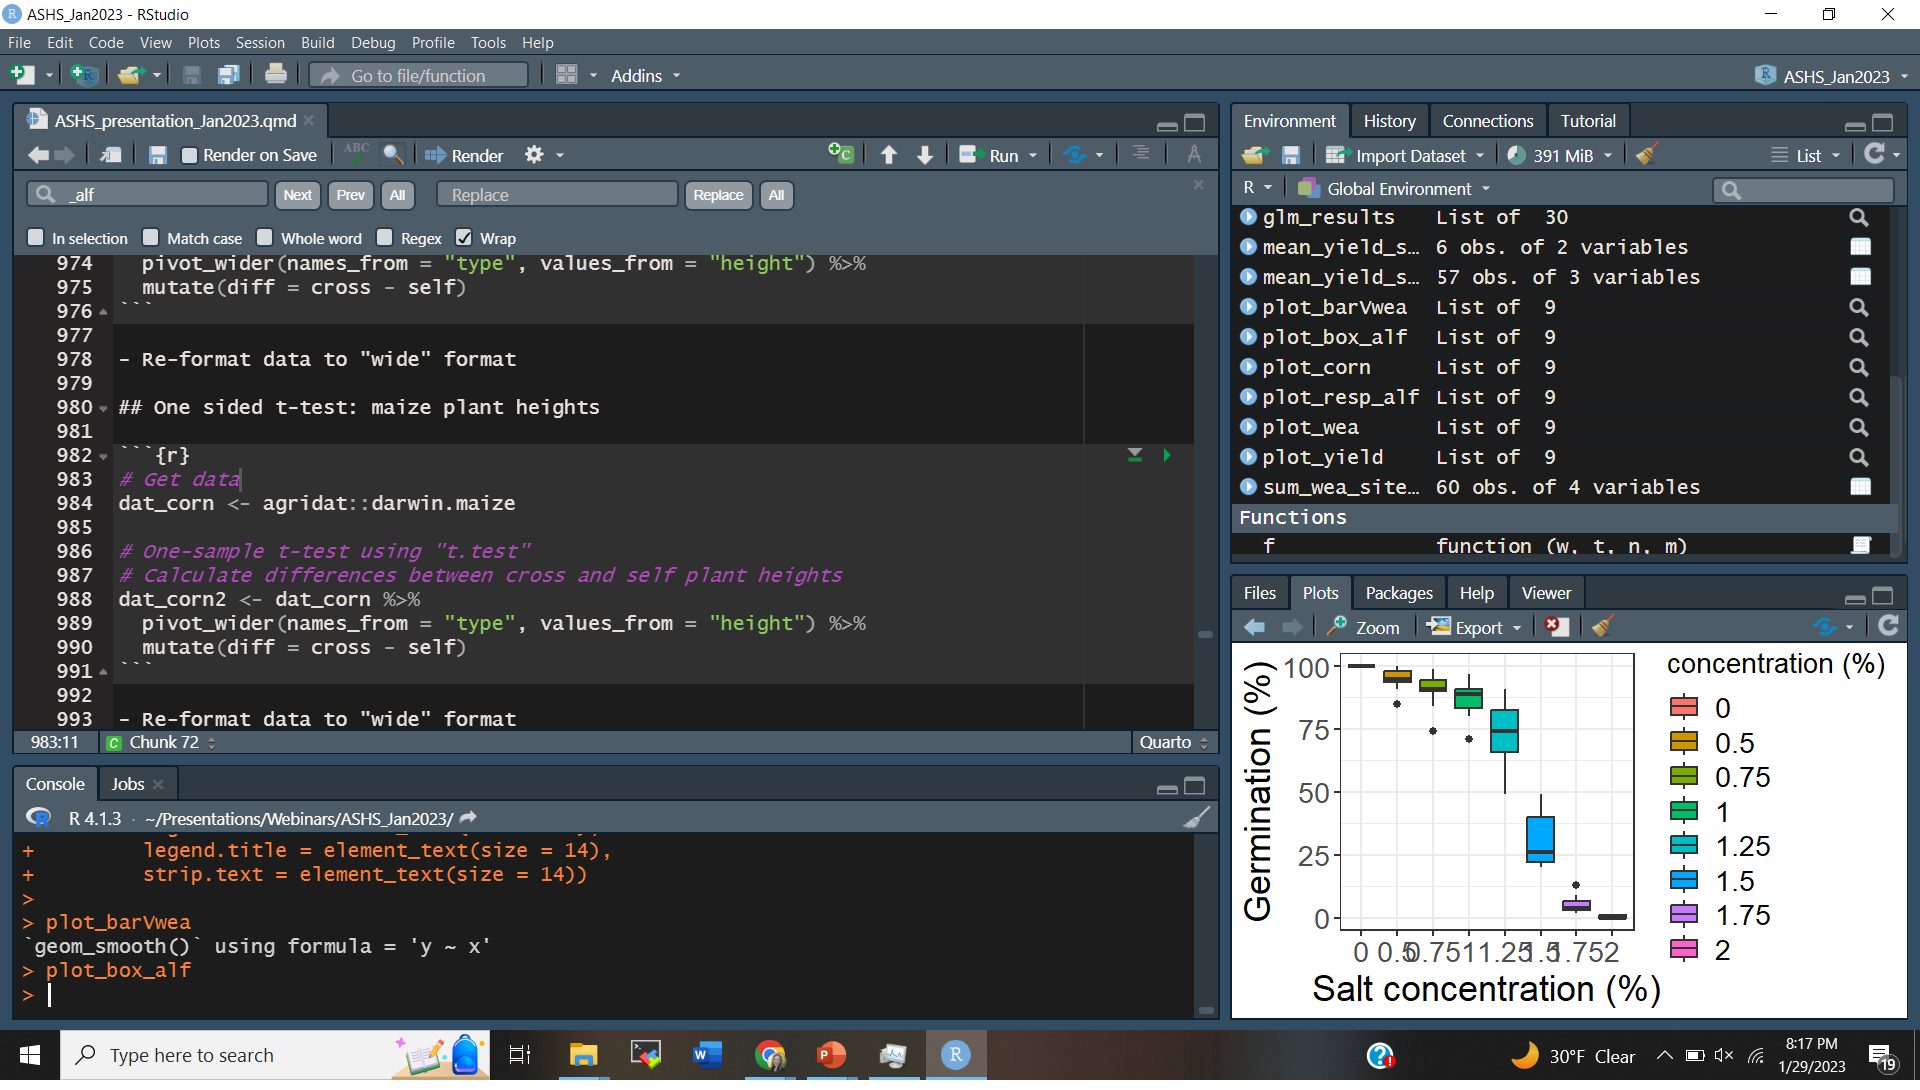 ASHS_Jan2023 - RStudio
File Edit Code View Plots Session Build Debug Profile Tools Help
Go to file/function Addins ASHS_Jan2023
ASHS_presentation_Jan2023.qmd
Render on Save ABC Render Run
_alf Next Prev All Replace Replace All
In selection Match case Whole word Regex Wrap
974 pivot_wider(names_from = "type", values_from = "height") %>%
975 mutate(diff = cross - self)
976 ```
977
978 - Re-format data to "wide" format
979
980 ## One sided t-test: maize plant heights
981
982 ```{r}
983 # Get data
984 dat_corn <- agridat::darwin.maize
985
986 # One-sample t-test using "t.test"
987 # Calculate differences between cross and self plant heights
988 dat_corn2 <- dat_corn %>%
989 pivot_wider(names_from = "type", values_from = "height") %>%
990 mutate(diff = cross - self)
991 ```
992
993 - Re-format data to "wide" format
983:11 C Chunk 72 Quarto
Console Jobs
R 4.1.3 · ~/Presentations/Webinars/ASHS_Jan2023/
+ legend.title = element_text(size = 14),
+ strip.text = element_text(size = 14))
>
> plot_barVwea
`geom_smooth()` using formula = 'y ~ x'
> plot_box_alf
>
Environment History Connections Tutorial
Import Dataset 391 MiB List
R Global Environment
glm_results List of 30
mean_yield_s… 6 obs. of 2 variables
mean_yield_s… 57 obs. of 3 variables
plot_barVwea List of 9
plot_box_alf List of 9
plot_corn List of 9
plot_resp_alf List of 9
plot_wea List of 9
plot_yield List of 9
sum_wea_site… 60 obs. of 4 variables
Functions
f function (w, t, n, m)
Files Plots Packages Help Viewer
Zoom Export
Germination (%)
100
75
50
25
0
0 0.5 0.75 1 1.25 1.5 1.75 2
Salt concentration (%)
concentration (%)
0
0.5
0.75
1
1.25
1.5
1.75
2
Type here to search
30°F Clear
8:17 PM
1/29/2023
19